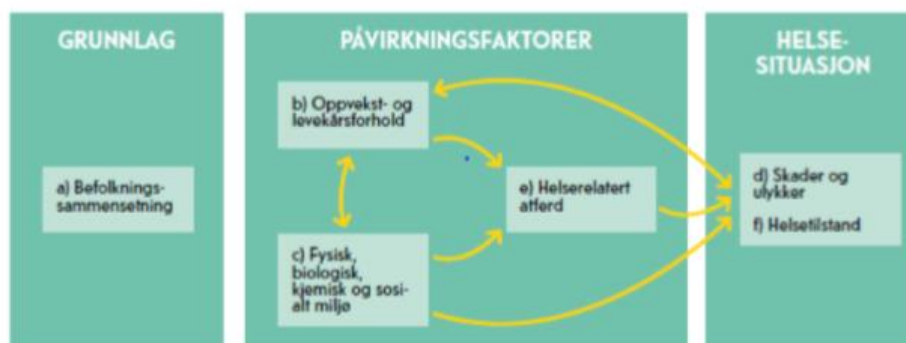 GRUNNLAG
a) Befolknings-
sammensetning
PÅVIRKNINGSFAKTORER
b) Oppvekst- og
levekårsforhold
e) Helserelatert
atferd
c) Fysisk,
biologisk,
kjemisk og sosi-
alt miljø
HELSE-
SITUASJON
d) Skader og
ulykker
f) Helsetilstand